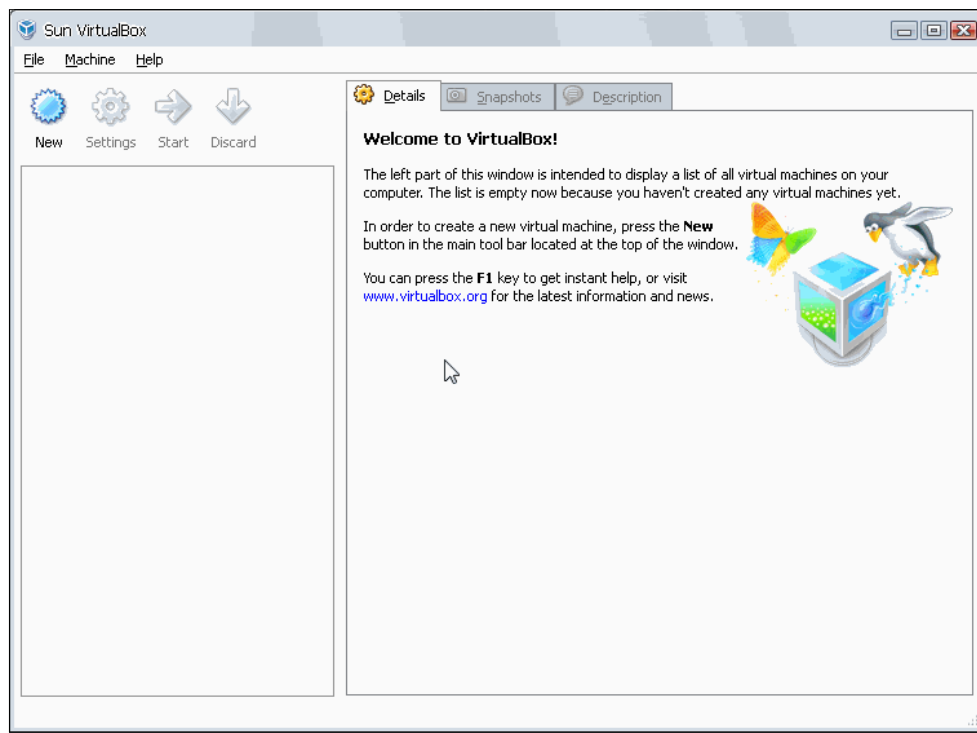 Sun VirtualBox
File Machine Help
New Settings Start Discard
Details Snapshots Description
Welcome to VirtualBox!
The left part of this window is intended to display a list of all virtual machines on your
computer. The list is empty now because you haven't created any virtual machines yet.
In order to create a new virtual machine, press the New
button in the main tool bar located at the top of the window.
You can press the F1 key to get instant help, or visit
www.virtualbox.org for the latest information and news.